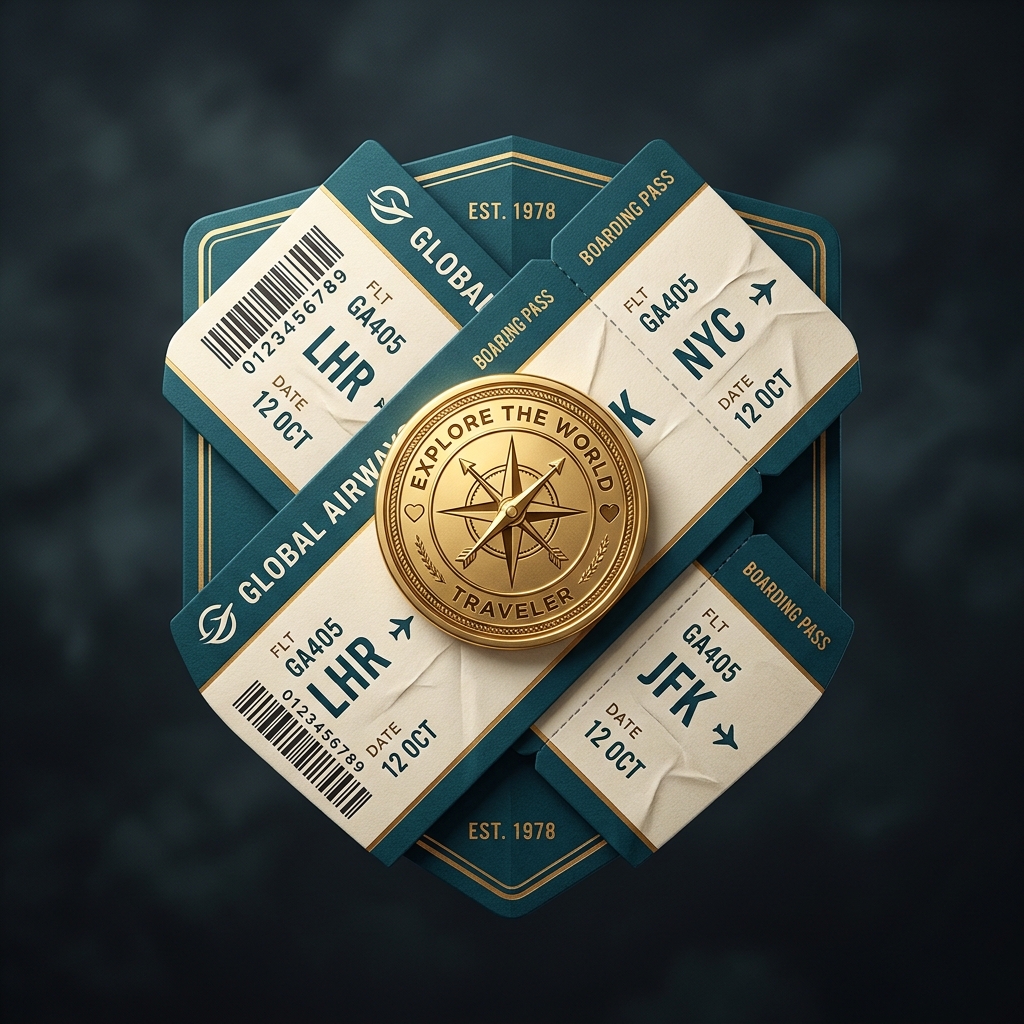 EST. 1978
GLOBAL
0123456789
FLT
GA405
LHR
DATE
12 OCT
BOARDING PASS
FLT
GA405
NYC
DATE
12 OCT
BOARDING PASS
K
GLOBAL AIRWAYS
FLT
GA405
LHR
0123456789
DATE
12 OCT
EXPLORE THE WORLD
TRAVELER
BOARDING PASS
FLT
GA405
JFK
DATE
12 OCT
EST. 1978